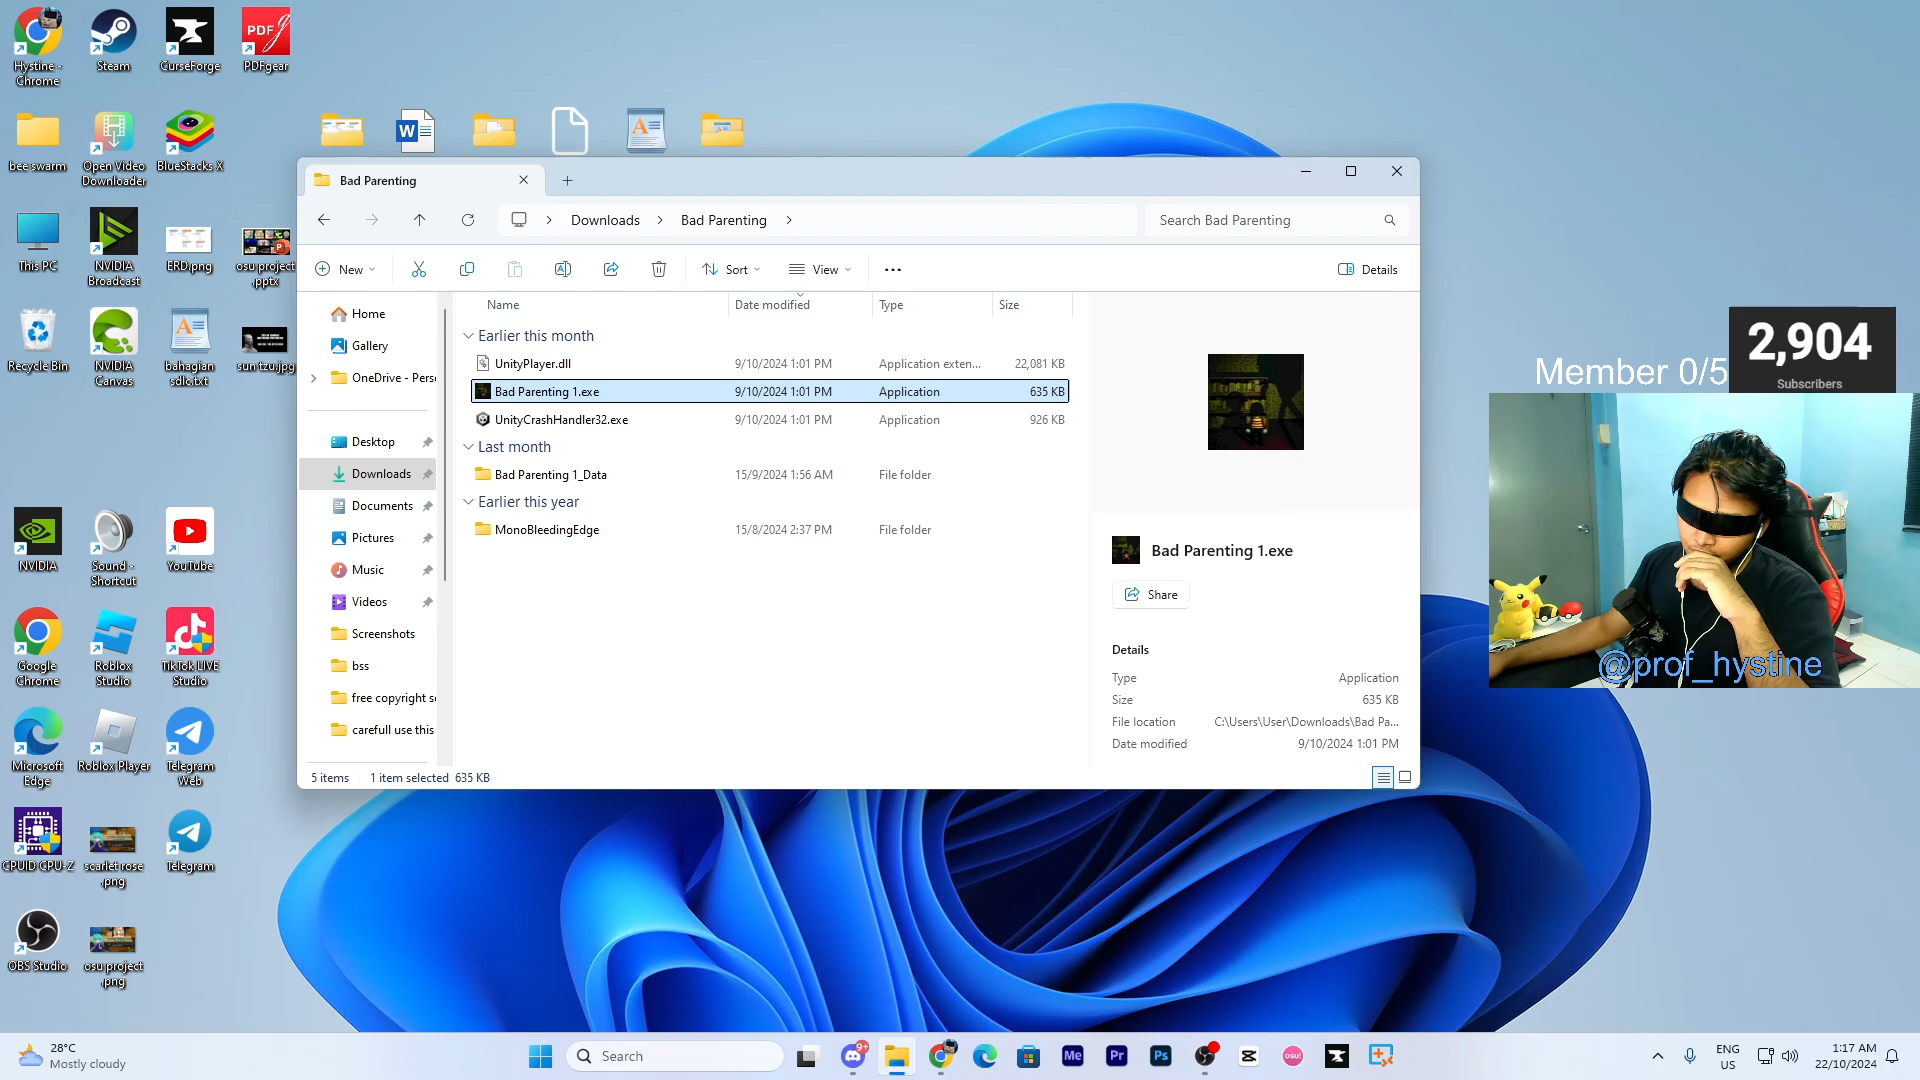 Hystine -
Chrome
Steam
CurseForge
PDFgear
PDF
bee swarm
Open Video
Downloader
BlueStacks X
This PC
NVIDIA
Broadcast
ERD.png
osu project
.pptx
Recycle Bin
NVIDIA
Canvas
bahagian
sdlc.txt
sun tzu.jpg
NVIDIA
Sound -
Shortcut
YouTube
Google
Chrome
Roblox
Studio
TikTok LIVE
Studio
Microsoft
Edge
Roblox Player
Telegram
Web
CPUID CPU-Z
scarlet rose
.png
Telegram
OBS Studio
osu project
.png
Bad Parenting
Downloads
Bad Parenting
Search Bad Parenting
New
Sort
View
Details
Home
Gallery
OneDrive - Pers
Desktop
Downloads
Documents
Pictures
Music
Videos
Screenshots
bss
free copyright s
carefull use this
Name Date modified Type Size
Earlier this month
UnityPlayer.dll 9/10/2024 1:01 PM Application exten... 22,081 KB
Bad Parenting 1.exe 9/10/2024 1:01 PM Application 635 KB
UnityCrashHandler32.exe 9/10/2024 1:01 PM Application 926 KB
Last month
Bad Parenting 1_Data 15/9/2024 1:56 AM File folder
Earlier this year
MonoBleedingEdge 15/8/2024 2:37 PM File folder
Bad Parenting 1.exe
Share
Details
Type Application
Size 635 KB
File location C:\Users\User\Downloads\Bad Pa...
Date modified 9/10/2024 1:01 PM
5 items 1 item selected 635 KB
Member 0/5
2,904
Subscribers
@prof_hystine
28°C
Mostly cloudy
Search
9+
Me
Pr
Ps
osu!
ENG
US
1:17 AM
22/10/2024